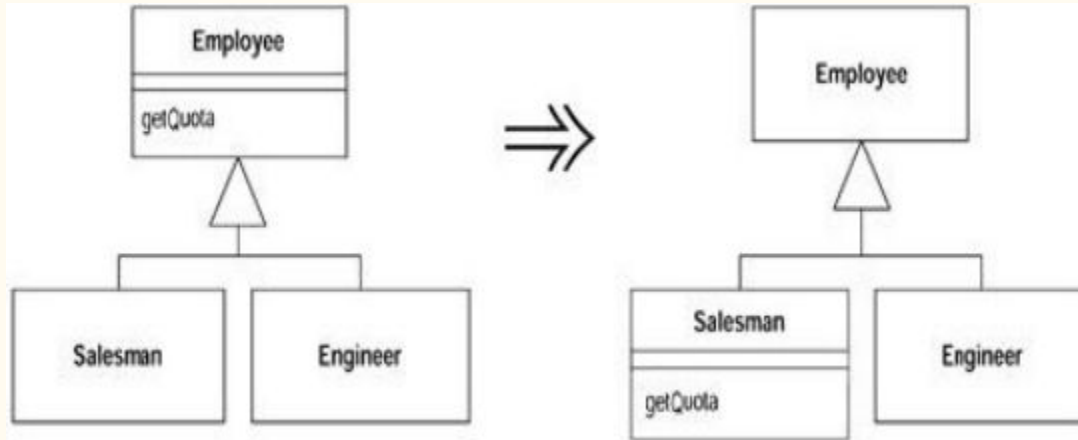 Employee
getQuota
Salesman
Engineer
Employee
Salesman
getQuota
Engineer